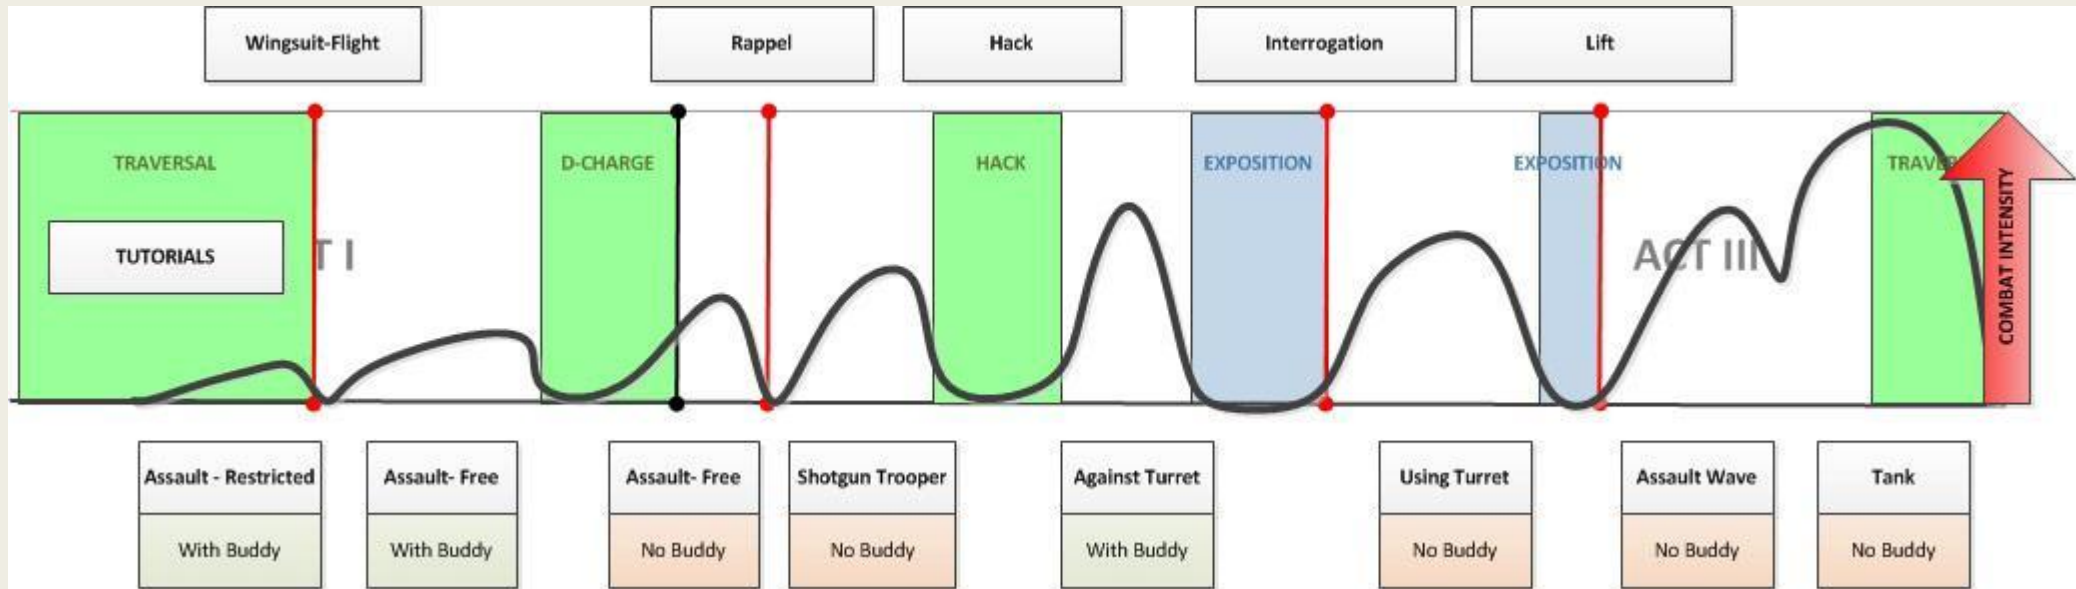 Wingsuit-Flight
Rappel
Hack
Interrogation
Lift
TRAVERSAL
D-CHARGE
HACK
EXPOSITION
EXPOSITION
TUTORIALS
T I
ACT III
COMBAT INTENSITY
Assault - Restricted
With Buddy
Assault- Free
With Buddy
Assault- Free
No Buddy
Shotgun Trooper
No Buddy
Against Turret
With Buddy
Using Turret
No Buddy
Assault Wave
No Buddy
Tank
No Buddy